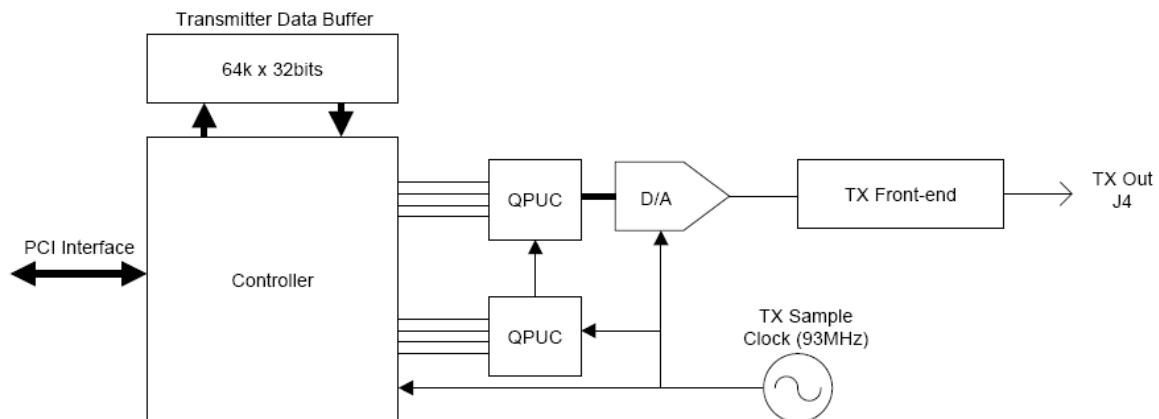 Transmitter Data Buffer
64k x 32bits
QPUC
D/A
TX Front-end
TX Out
J4
PCI Interface
Controller
QPUC
TX Sample
Clock (93MHz)